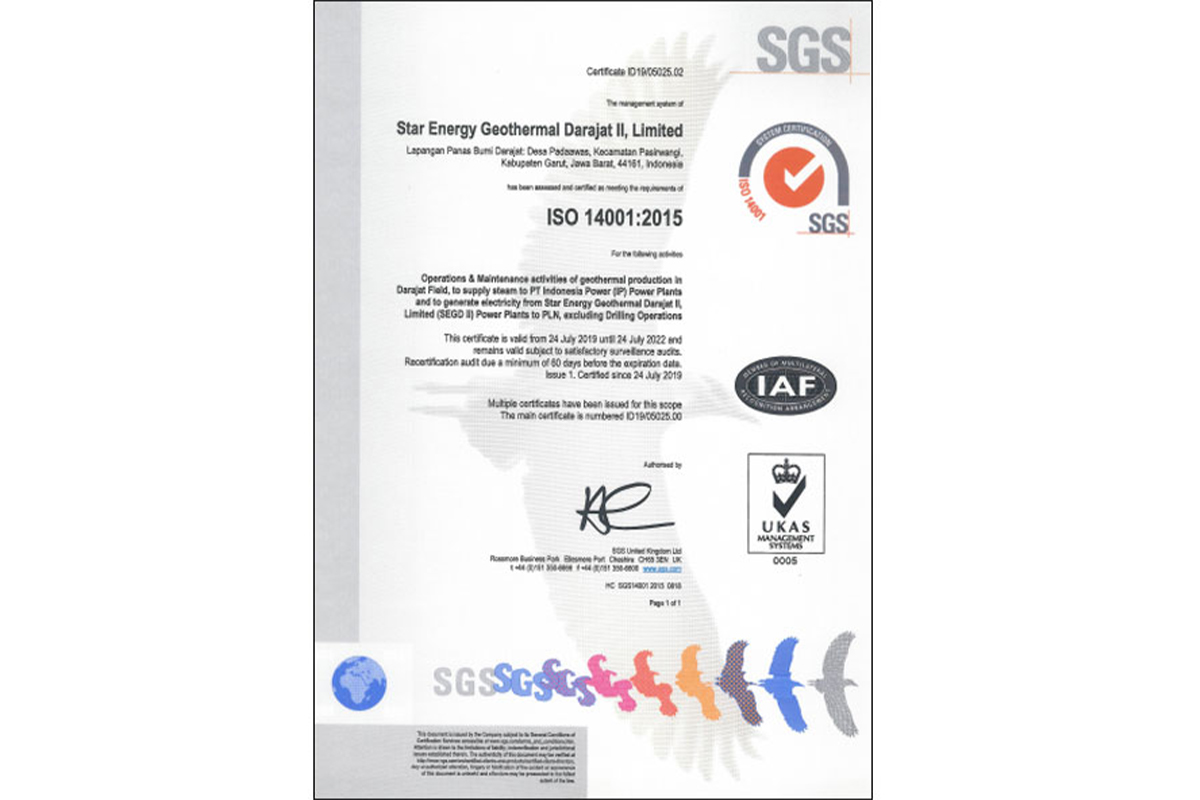 SGS
Certificate ID19/05025.02
The management system of
Star Energy Geothermal Darajat II, Limited
Lapangan Panas Bumi Darajat: Desa Padaawas, Kecamatan Pasirwangi,
Kabupaten Garut, Jawa Barat, 44161, Indonesia
has been assessed and certified as meeting the requirements of
ISO 14001:2015
For the following activities
Operations & Maintenance activities of geothermal production in
Darajat Field, to supply steam to PT Indonesia Power (IP) Power Plants
and to generate electricity from Star Energy Geothermal Darajat II,
Limited (SEGD II) Power Plants to PLN, excluding Drilling Operations
This certificate is valid from 24 July 2019 until 24 July 2022 and
remains valid subject to satisfactory surveillance audits.
Recertification audit due a minimum of 60 days before the expiration date.
Issue 1. Certified since 24 July 2019
Multiple certificates have been issued for this scope
The main certificate is numbered ID19/05025.00
Authorised by
SGS United Kingdom Ltd
Rossmore Business Park Ellesmere Port Cheshire CH65 3EN UK
t +44 (0)151 350-6666 f +44 (0)151 350-6600 www.sgs.com
HC SGS14001 2015 0818
Page 1 of 1
SYSTEM CERTIFICATION
ISO 14001
SGS
MEMBER OF MULTILATERAL
IAF
RECOGNITION ARRANGEMENT
UKAS
MANAGEMENT
SYSTEMS
0005
SGS SGS SGS
This document is issued by the Company subject to its General Conditions of
Certification Services accessible at www.sgs.com/terms_and_conditions.htm.
Attention is drawn to the limitations of liability, indemnification and jurisdictional
issues established therein. The authenticity of this document may be verified at
Any unauthorized alteration, forgery or falsification of the content or appearance
of this document is unlawful and offenders may be prosecuted to the fullest
extent of the law.